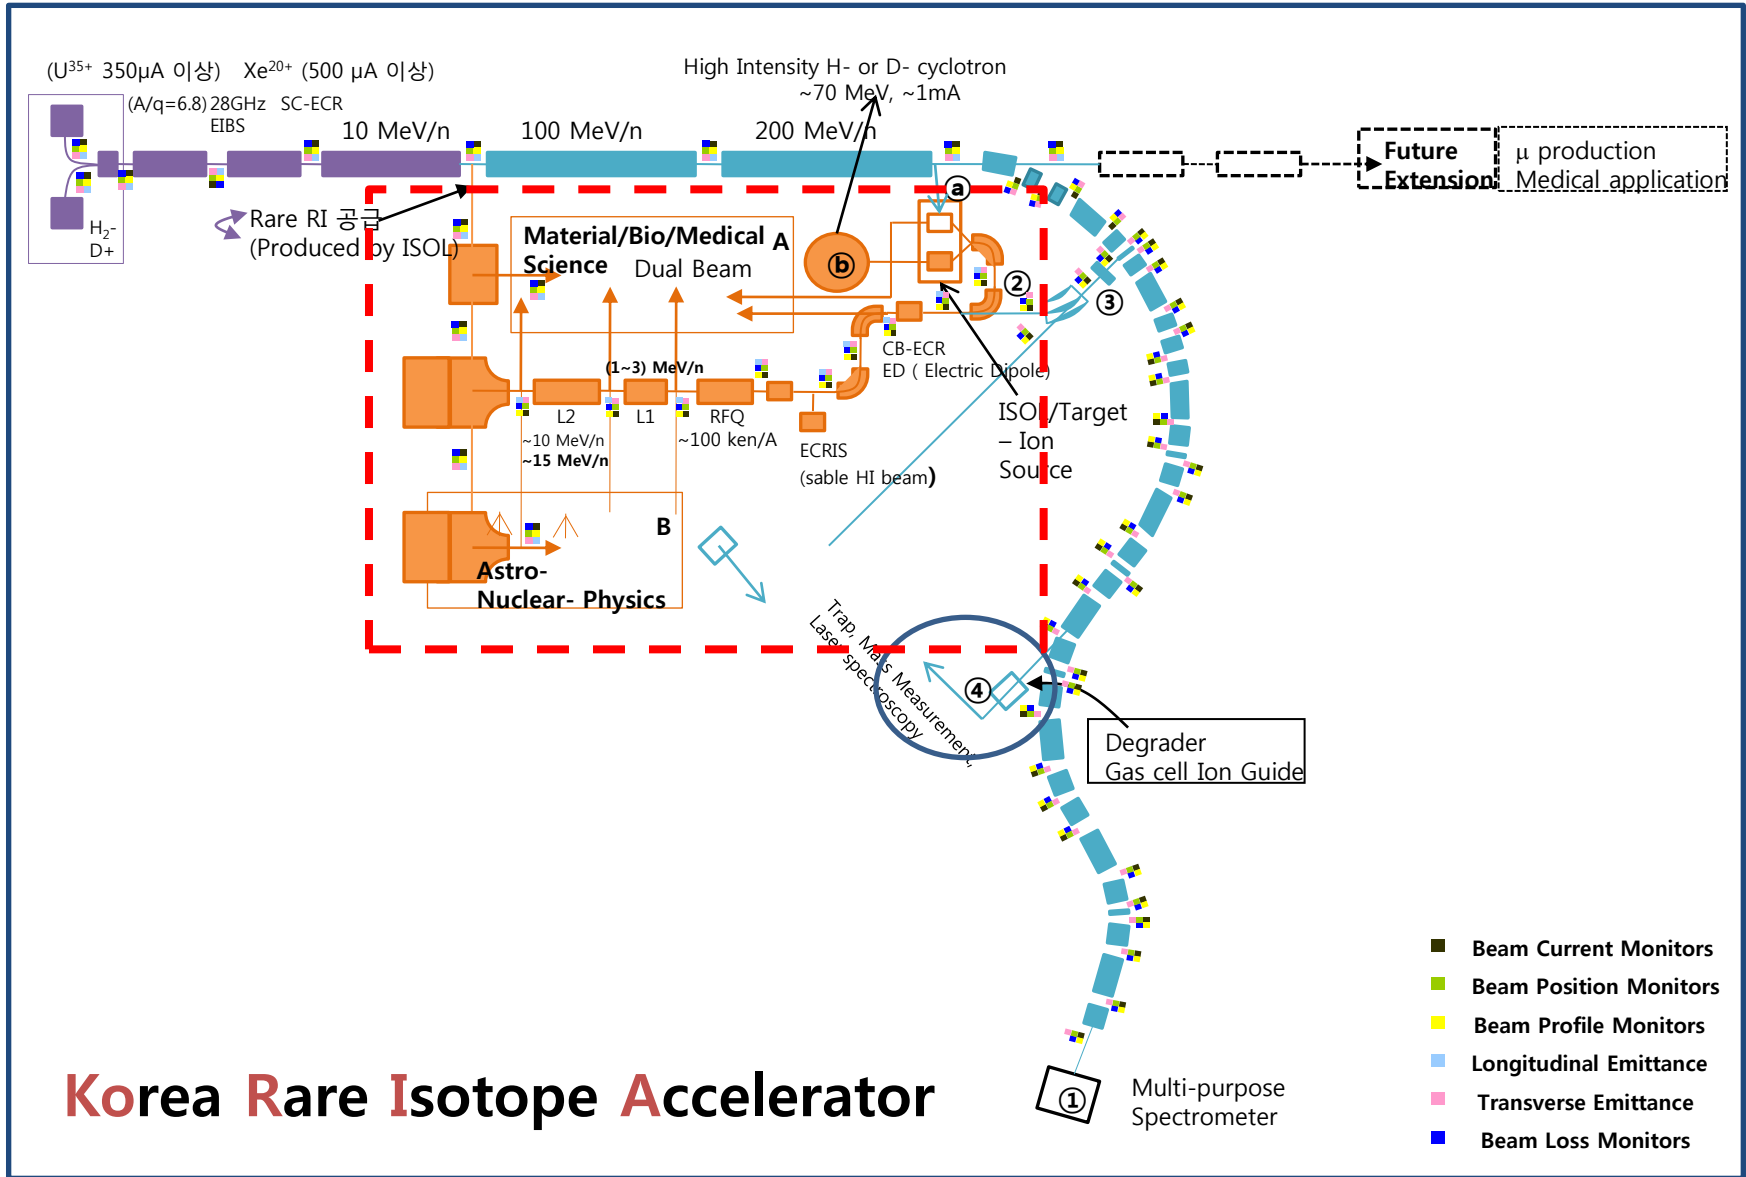 (U35+ 350μA 이상) Xe20+ (500 μA 이상)
(A/q=6.8) 28GHz SC-ECR
EIBS
High Intensity H- or D- cyclotron
~70 MeV, ~1mA
10 MeV/n
100 MeV/n
200 MeV/n
Future
Extension
μ production
Medical application
H2-
D+
Rare RI 공급
(Produced by ISOL)
Material/Bio/Medical
Science
A
Dual Beam
ⓐ
ⓑ
②
③
CB-ECR
ED ( Electric Dipole)
(1~3) MeV/n
L2
L1
RFQ
~10 MeV/n
~15 MeV/n
~100 ken/A
ECRIS
(sable HI beam)
ISOL/Target
– Ion
Source
B
Astro-
Nuclear- Physics
Trap, Mass Measurement,
Laser spectroscopy
④
Degrader
Gas cell Ion Guide
Beam Current Monitors
Beam Position Monitors
Beam Profile Monitors
Longitudinal Emittance
Transverse Emittance
Beam Loss Monitors
Korea Rare Isotope Accelerator
①
Multi-purpose
Spectrometer